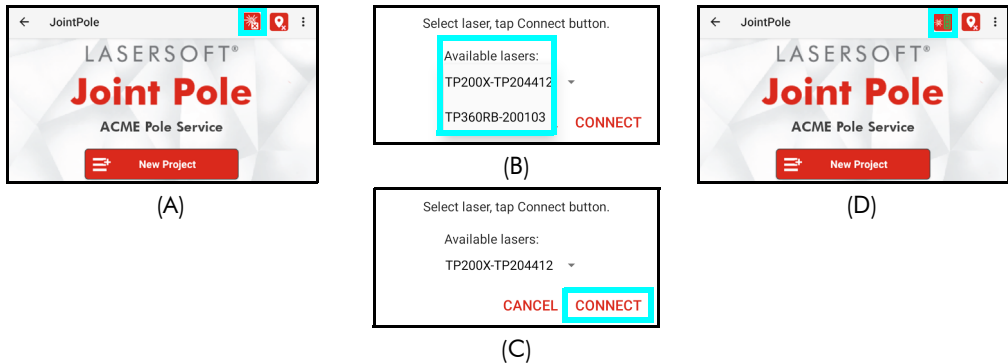 JointPole
LASERSOFT®
Joint Pole
ACME Pole Service
New Project
(A)
Select laser, tap Connect button.
Available lasers:
TP200X-TP204412
TP360RB-200103
CONNECT
(B)
Select laser, tap Connect button.
Available lasers:
TP200X-TP204412
CANCEL CONNECT
(C)
JointPole
LASERSOFT®
Joint Pole
ACME Pole Service
New Project
(D)